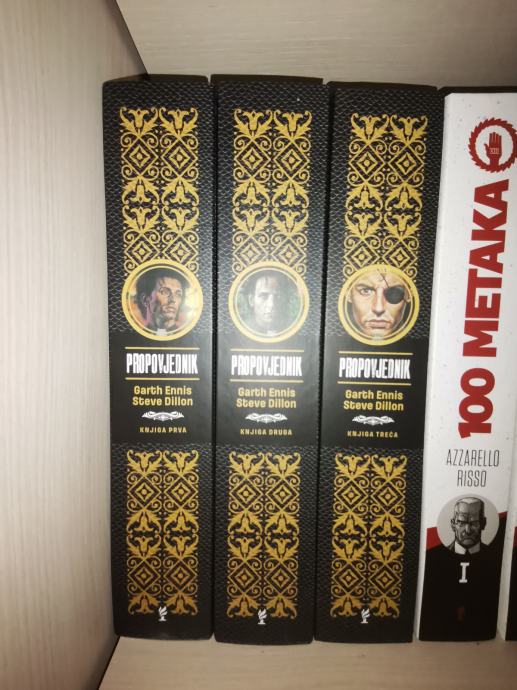 PROPOVJEDNIK
Garth Ennis
Steve Dillon
KNJIGA PRVA
PROPOVJEDNIK
Garth Ennis
Steve Dillon
KNJIGA DRUGA
PROPOVJEDNIK
Garth Ennis
Steve Dillon
KNJIGA TREĆA
100 METAKA
AZZARELLO
RISSO
I